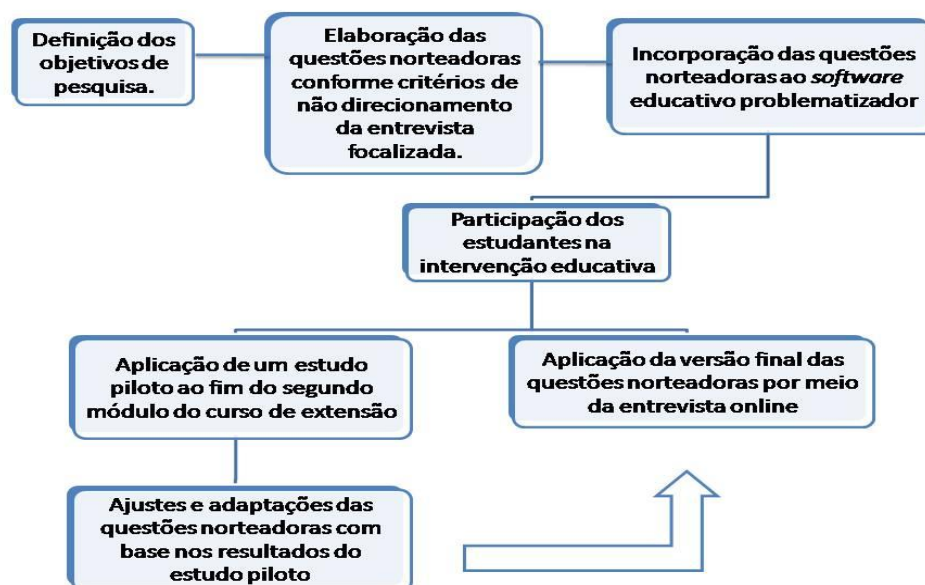 Definição dos
objetivos de
pesquisa.
Elaboração das
questões norteadoras
conforme critérios de
não direcionamento
da entrevista
focalizada.
Incorporação das questões
norteadoras ao software
educativo problematizador
Participação dos
estudantes na
intervenção educativa
Aplicação de um estudo
piloto ao fim do segundo
módulo do curso de extensão
Aplicação da versão final das
questões norteadoras por meio
da entrevista online
Ajustes e adaptações das
questões norteadoras com
base nos resultados do
estudo piloto